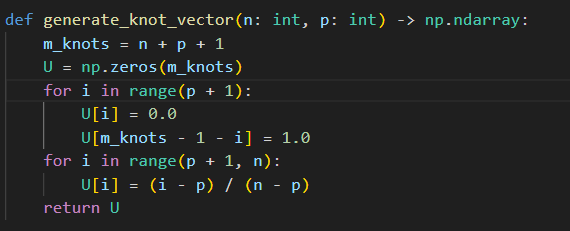 def generate_knot_vector(n: int, p: int) -> np.ndarray:
    m_knots = n + p + 1
    U = np.zeros(m_knots)
    for i in range(p + 1):
        U[i] = 0.0
        U[m_knots - 1 - i] = 1.0
    for i in range(p + 1, n):
        U[i] = (i - p) / (n - p)
    return U